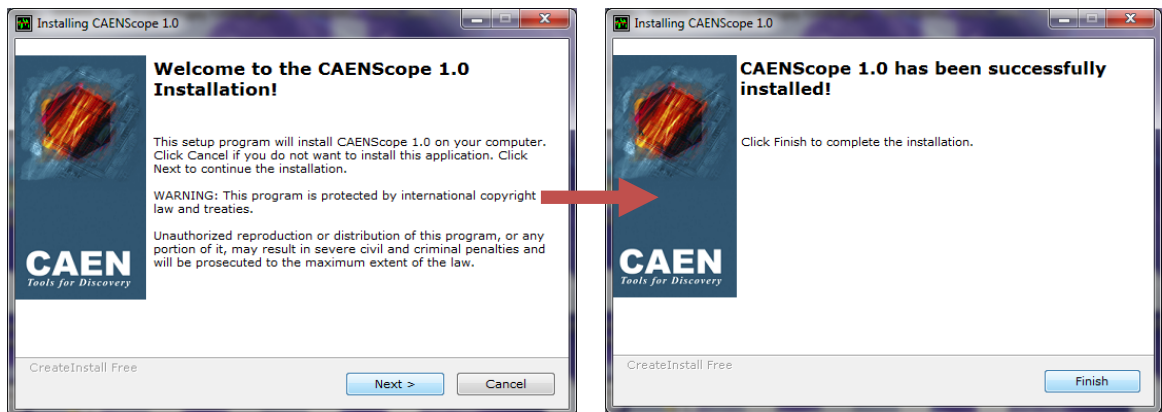 Installing CAENScope 1.0
Welcome to the CAENScope 1.0
Installation!
This setup program will install CAENScope 1.0 on your computer.
Click Cancel if you do not want to install this application. Click
Next to continue the installation.
WARNING: This program is protected by international copyright
law and treaties.
Unauthorized reproduction or distribution of this program, or any
portion of it, may result in severe civil and criminal penalties and
will be prosecuted to the maximum extent of the law.
CAEN
Tools for Discovery
CreateInstall Free
Next >
Cancel
Installing CAENScope 1.0
CAENScope 1.0 has been successfully
installed!
Click Finish to complete the installation.
CAEN
Tools for Discovery
CreateInstall Free
Finish